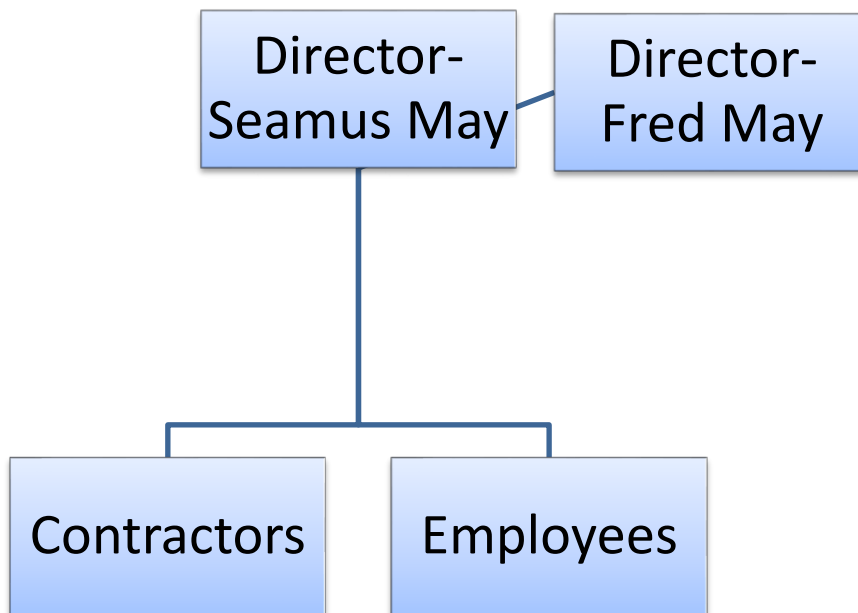 Director-
Seamus May
Director-
Fred May
Contractors
Employees